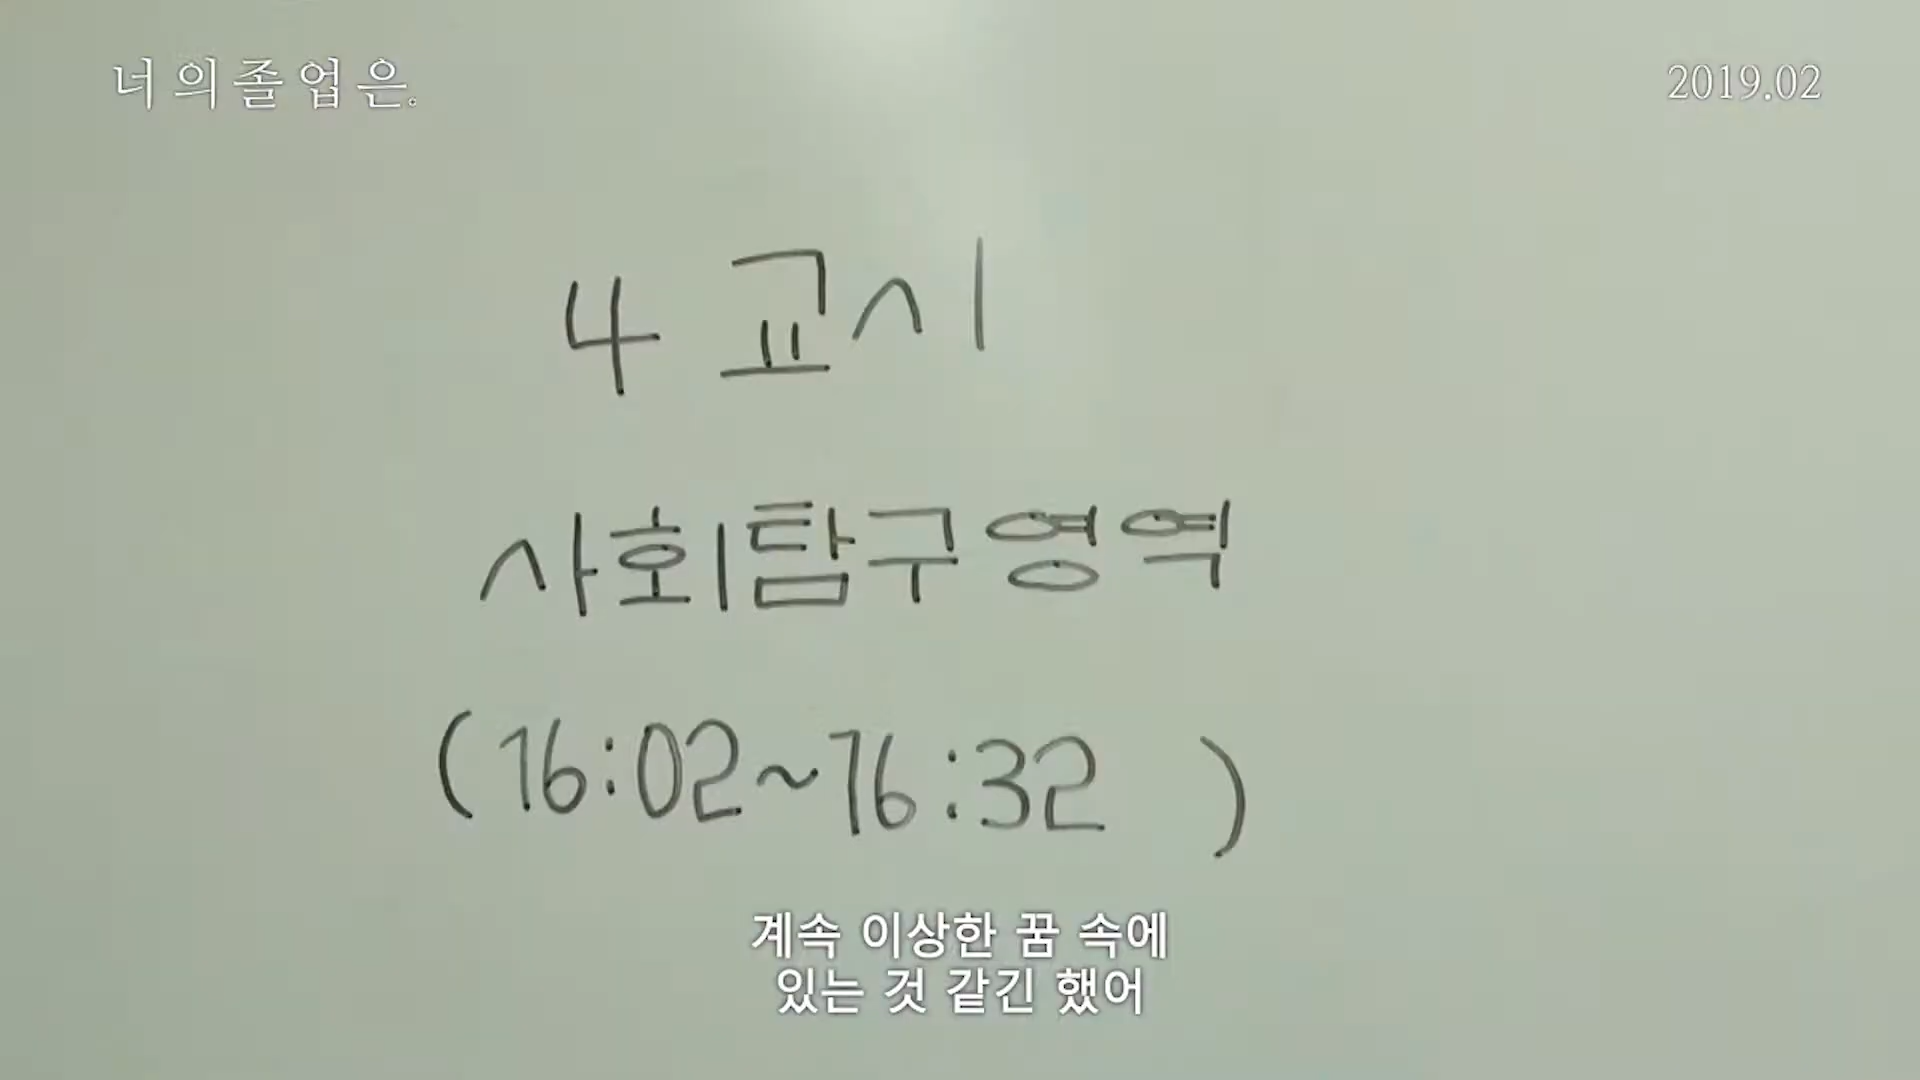 너의졸업은.
2019.02
4교시
사회탐구영역
(16:02~16:32 )
계속 이상한 꿈 속에
있는 것 같긴 했어